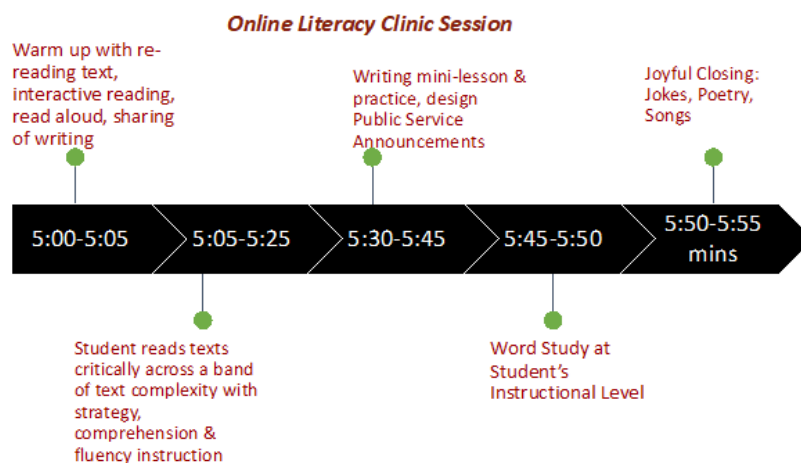 Online Literacy Clinic Session
Warm up with re-
reading text,
interactive reading,
read aloud, sharing
of writing
Writing mini-lesson &
practice, design
Public Service
Announcements
Joyful Closing:
Jokes, Poetry,
Songs
5:00-5:05
5:05-5:25
5:30-5:45
5:45-5:50
5:50-5:55
mins
Student reads texts
critically across a band
of text complexity with
strategy,
comprehension &
fluency instruction
Word Study at
Student's
Instructional Level